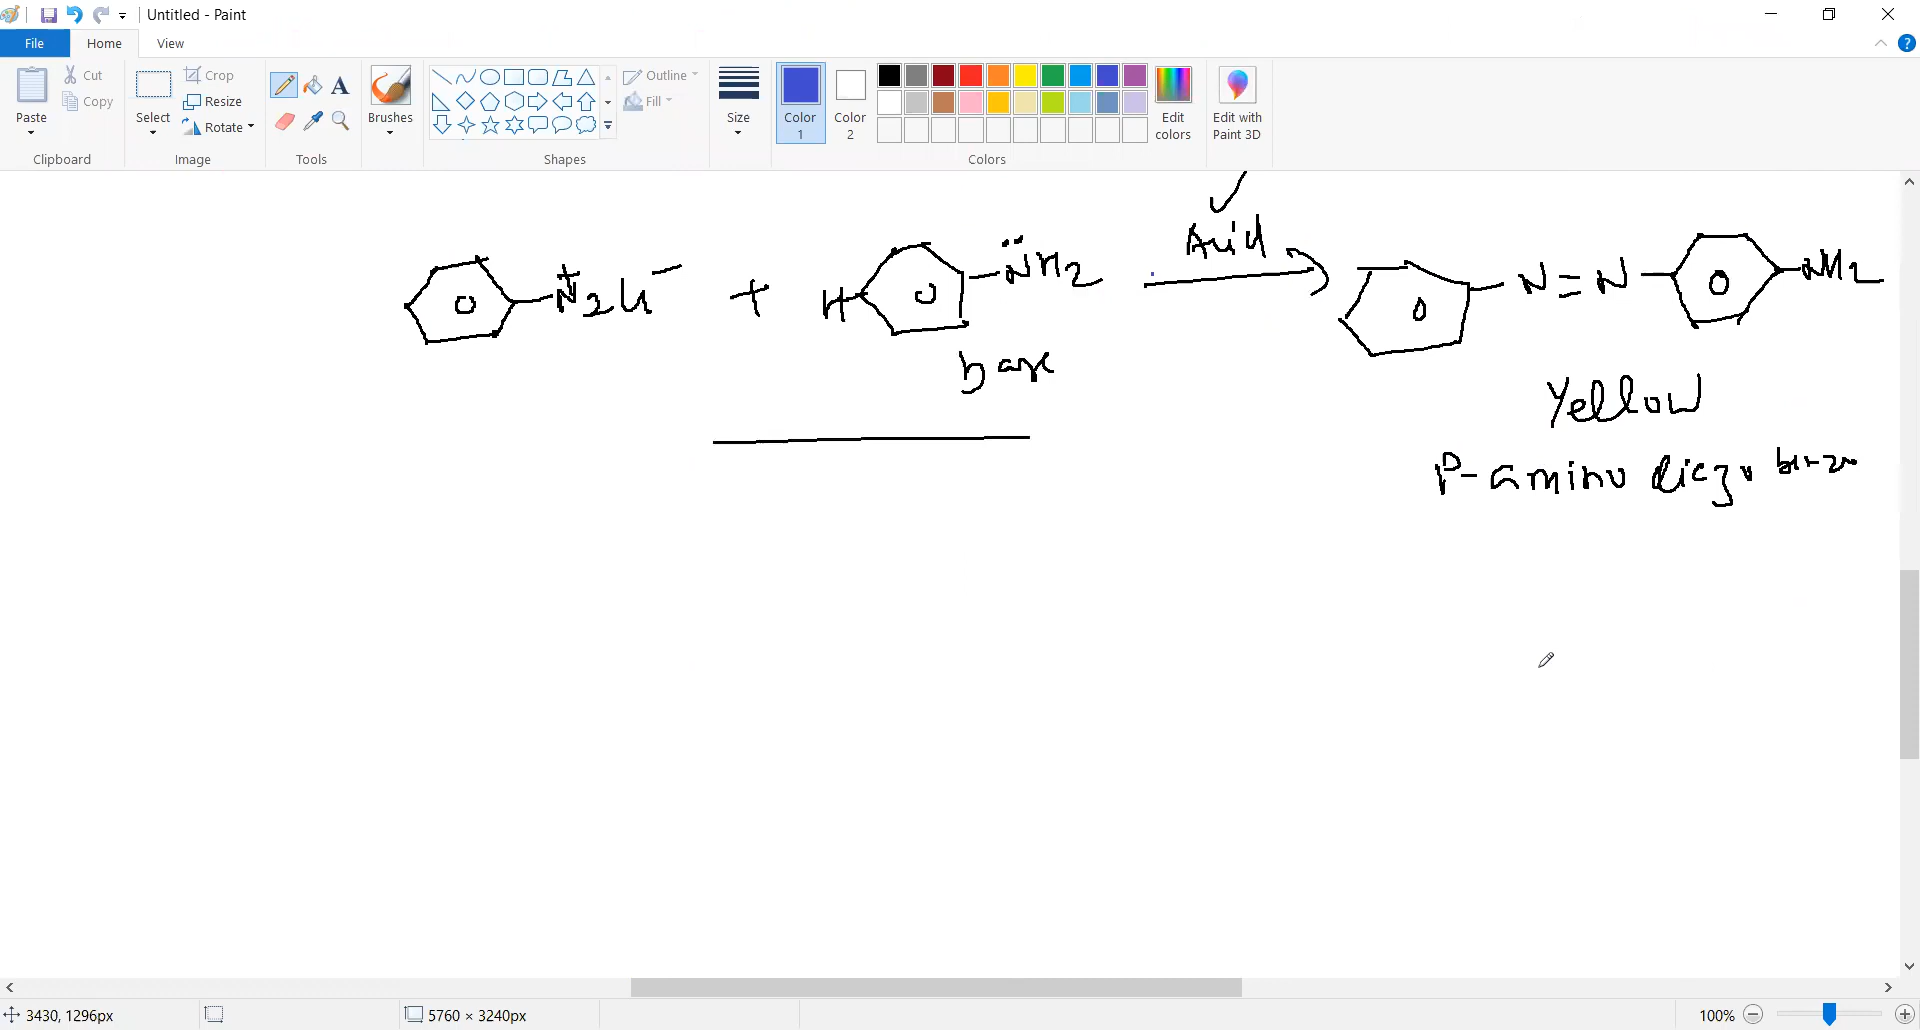 Untitled - Paint
File Home View
Cut
Copy
Paste
Clipboard
Crop
Resize
Rotate
Select
Image
A
Tools
Brushes
Outline
Fill
Shapes
Size
Color 1
Color 2
Edit colors
Edit with Paint 3D
Colors
Acid
N2Cl + H NH2 N=N NH2
base
Yellow
P-amino
3430, 1296px
5760 × 3240px
100%